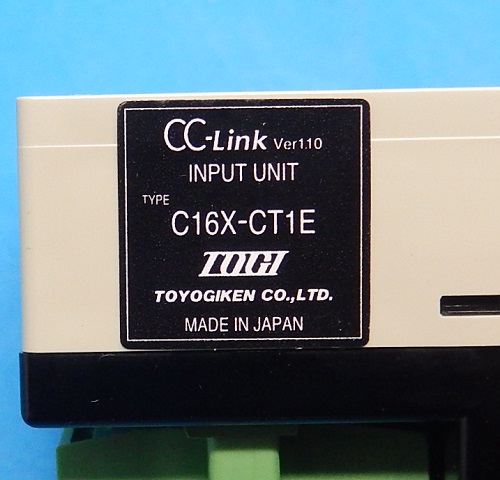 CC-Link Ver1.10
INPUT UNIT
TYPE
C16X-CT1E
TOGI
TOYOGIKEN CO.,LTD.
MADE IN JAPAN